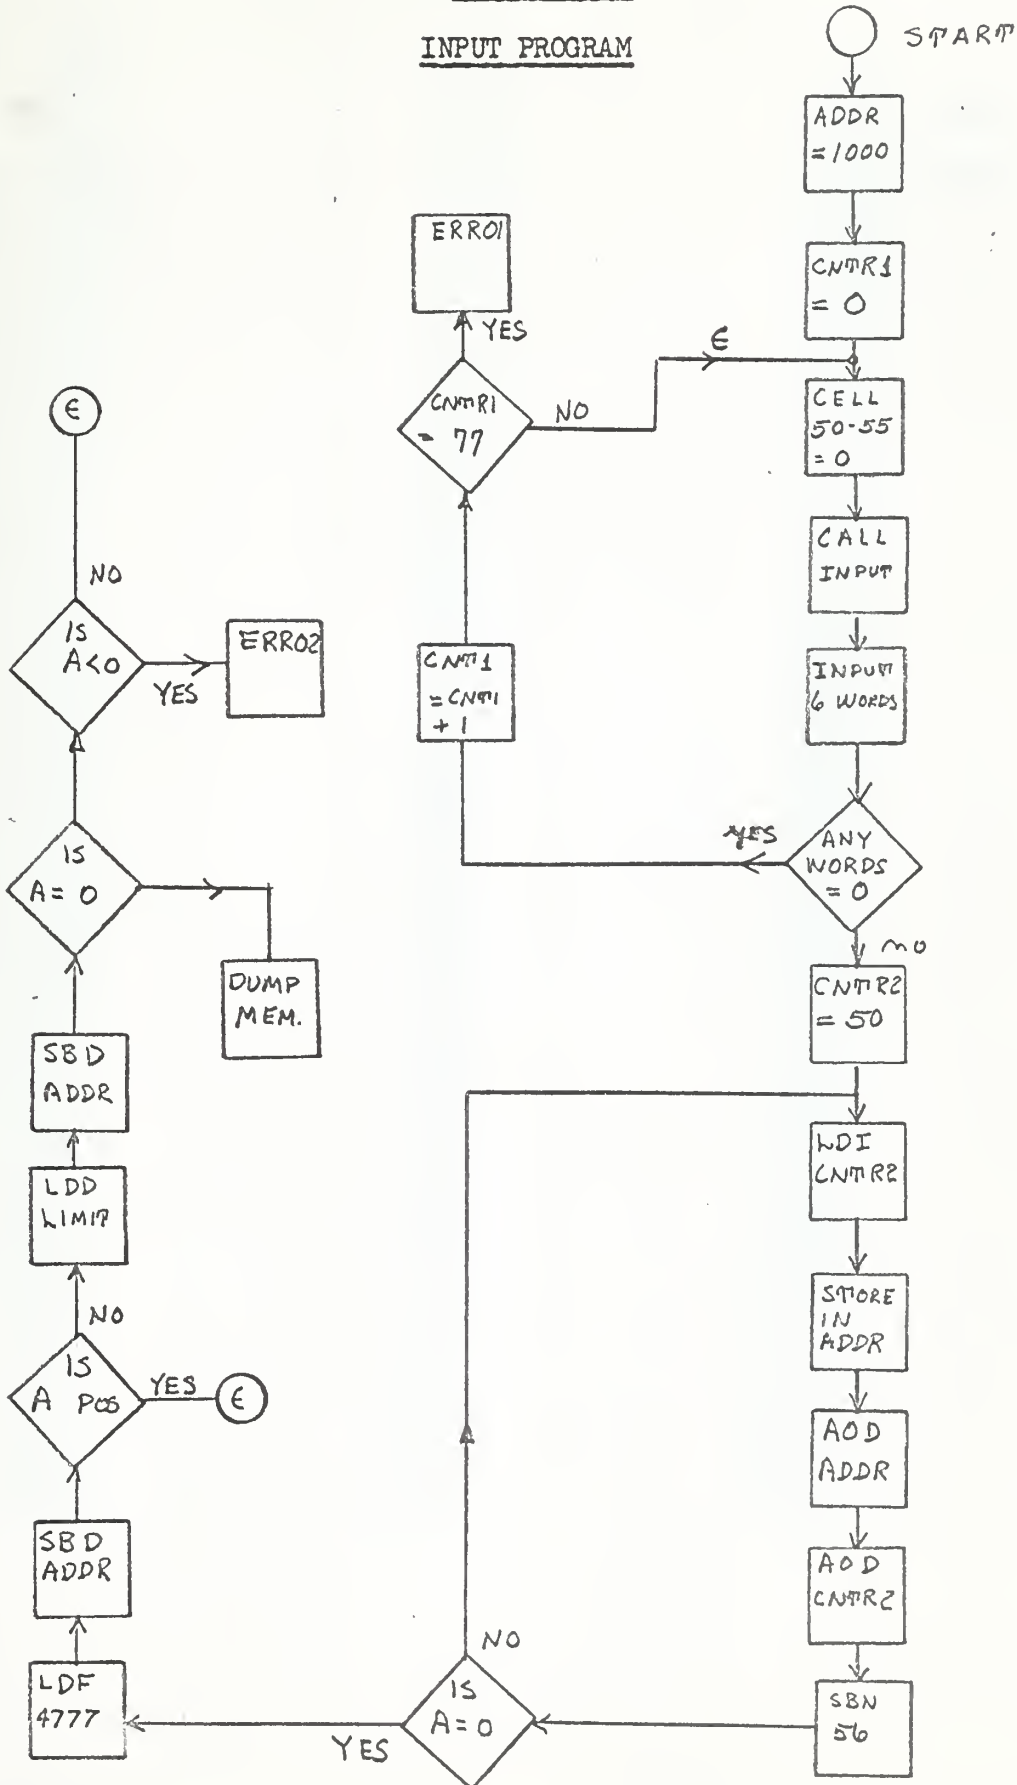 INPUT PROGRAM
START
ADDR
=1000
CNTR1
= 0
CELL
50-55
= 0
CALL
INPUT
INPUT
6 WORDS
ANY
WORDS
= 0
YES
NO
CNT1
=CNT1
+ 1
CNTR1
= 77
YES
ERR01
NO
ϵ
CNTR2
= 50
LDI
CNTR2
STORE
IN
ADDR
AOD
ADDR
AOD
CNTR2
SBN
56
IS
A=0
NO
YES
LDF
4777
SBD
ADDR
IS
A POS
YES
ϵ
NO
LDD
LIMIT
SBD
ADDR
IS
A= 0
DUMP
MEM.
IS
A<0
YES
ERR02
NO
ϵ